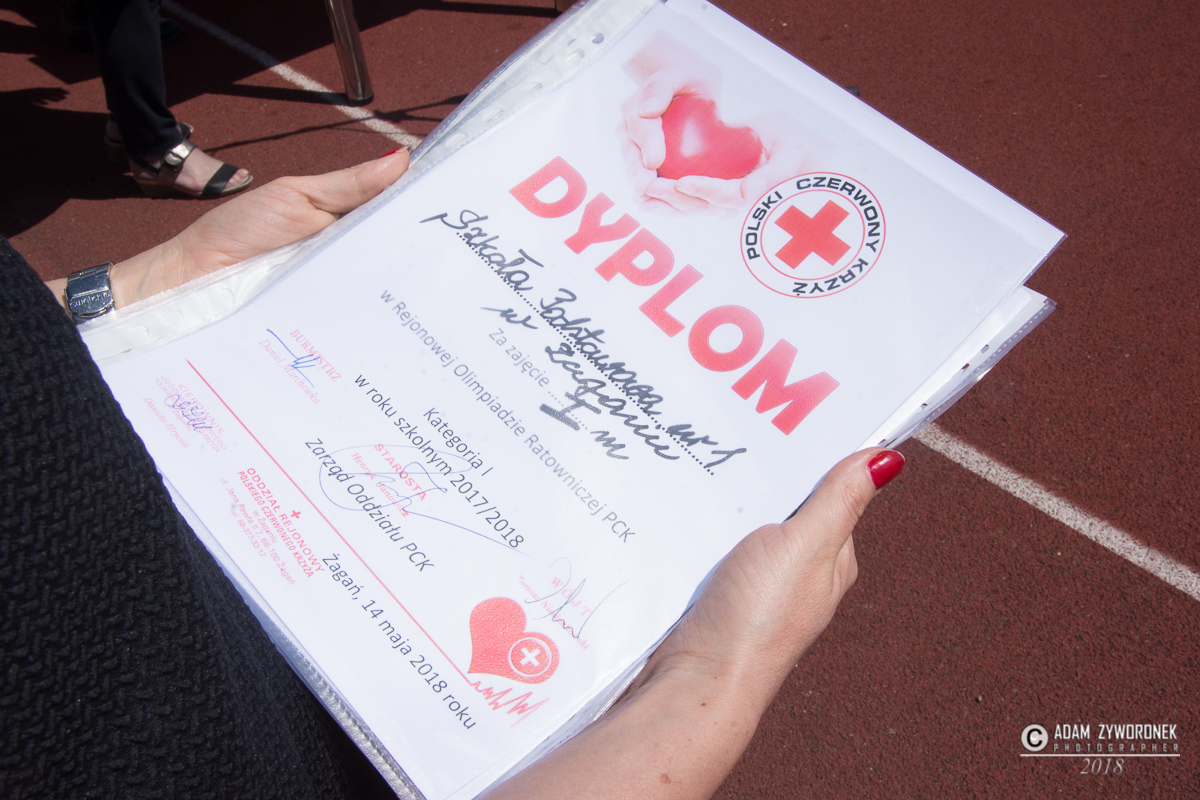 POLSKI CZERWONY KRZYŻ
DYPLOM
Szkoła Podstawowa nr 1
w Żaganiu
Za zajęcie I m
w Rejonowej Olimpiadzie Ratowniczej PCK
Kategoria I
w roku szkolnym 2017/2018
Zarząd Oddziału PCK
BURMISTRZ
STAROSTA
WÓJT
ODDZIAŁ REJONOWY
POLSKIEGO CZERWONEGO KRZYŻA
w Żaganiu
Żagań, 14 maja 2018 roku
© ADAM ZYWORONEK
PHOTOGRAPHER
2018